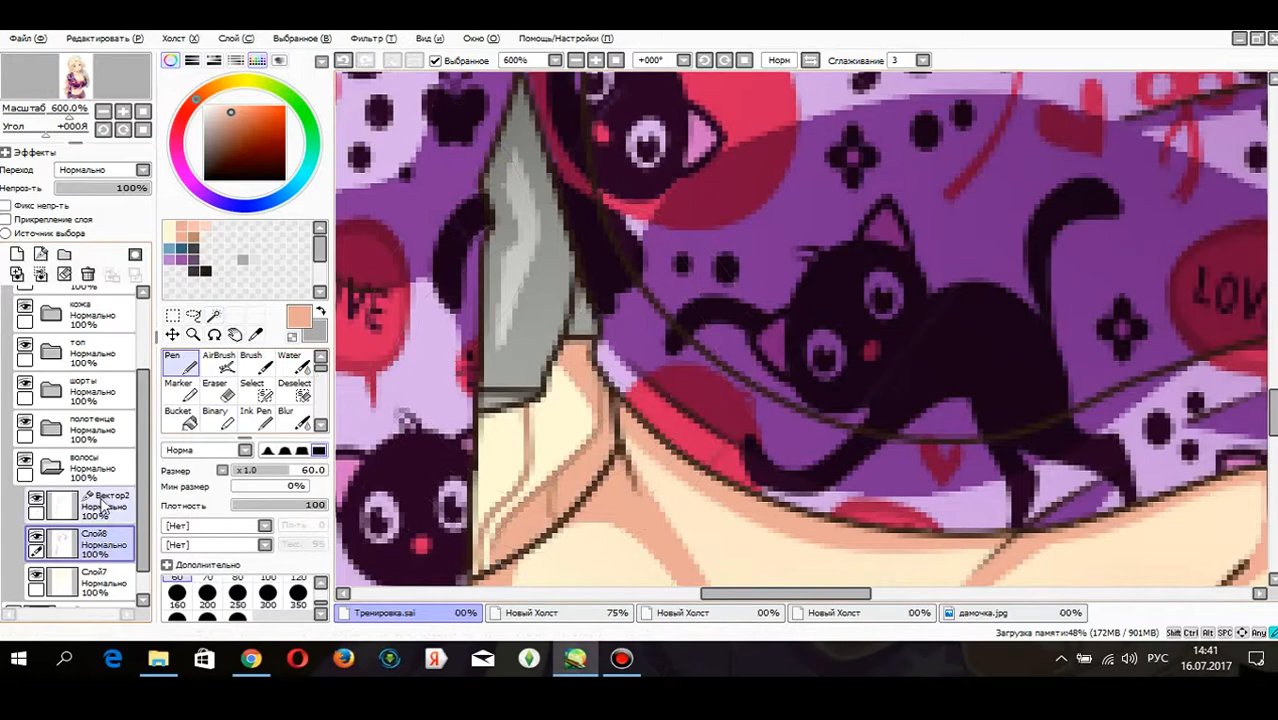 Файл (Ф) Редактировать (Р) Холст (Х) Слой (С) Выбранное (В) Фильтр (Т) Вид (И) Окно (О) Помощь/Настройки (П)
Выбранное 600% +000° Норм Сглаживание 3
Масштаб 600.0%
Угол +000Я
Эффекты
Переход Нормально
Непроз-ть 100%
Фикс непр-ть
Прикрепление слоя
Источник выбора
100%
кожа
Нормально
100%
топ
Нормально
100%
шорты
Нормально
100%
полотенце
Нормально
100%
волосы
Нормально
100%
Вектор2
Нормально
100%
Слой8
Нормально
100%
Слой7
Нормально
100%
Pen AirBrush Brush Water
Marker Eraser Select Deselect
Bucket Binary Ink Pen Blur
Норма
Размер x 1.0 60.0
Мин размер 0%
Плотность 100
[Нет]
[Нет]
Дополнительно
60 70 80 100 120
160 200 250 300 350
LOVE
Тренировка.sai 00% Новый Холст 75% Новый Холст 00% Новый Холст 00% дамочка.jpg 00%
Загрузка памяти:48% (172MB / 901MB) Shift Ctrl Alt SPC Any
РУС 14:41
16.07.2017